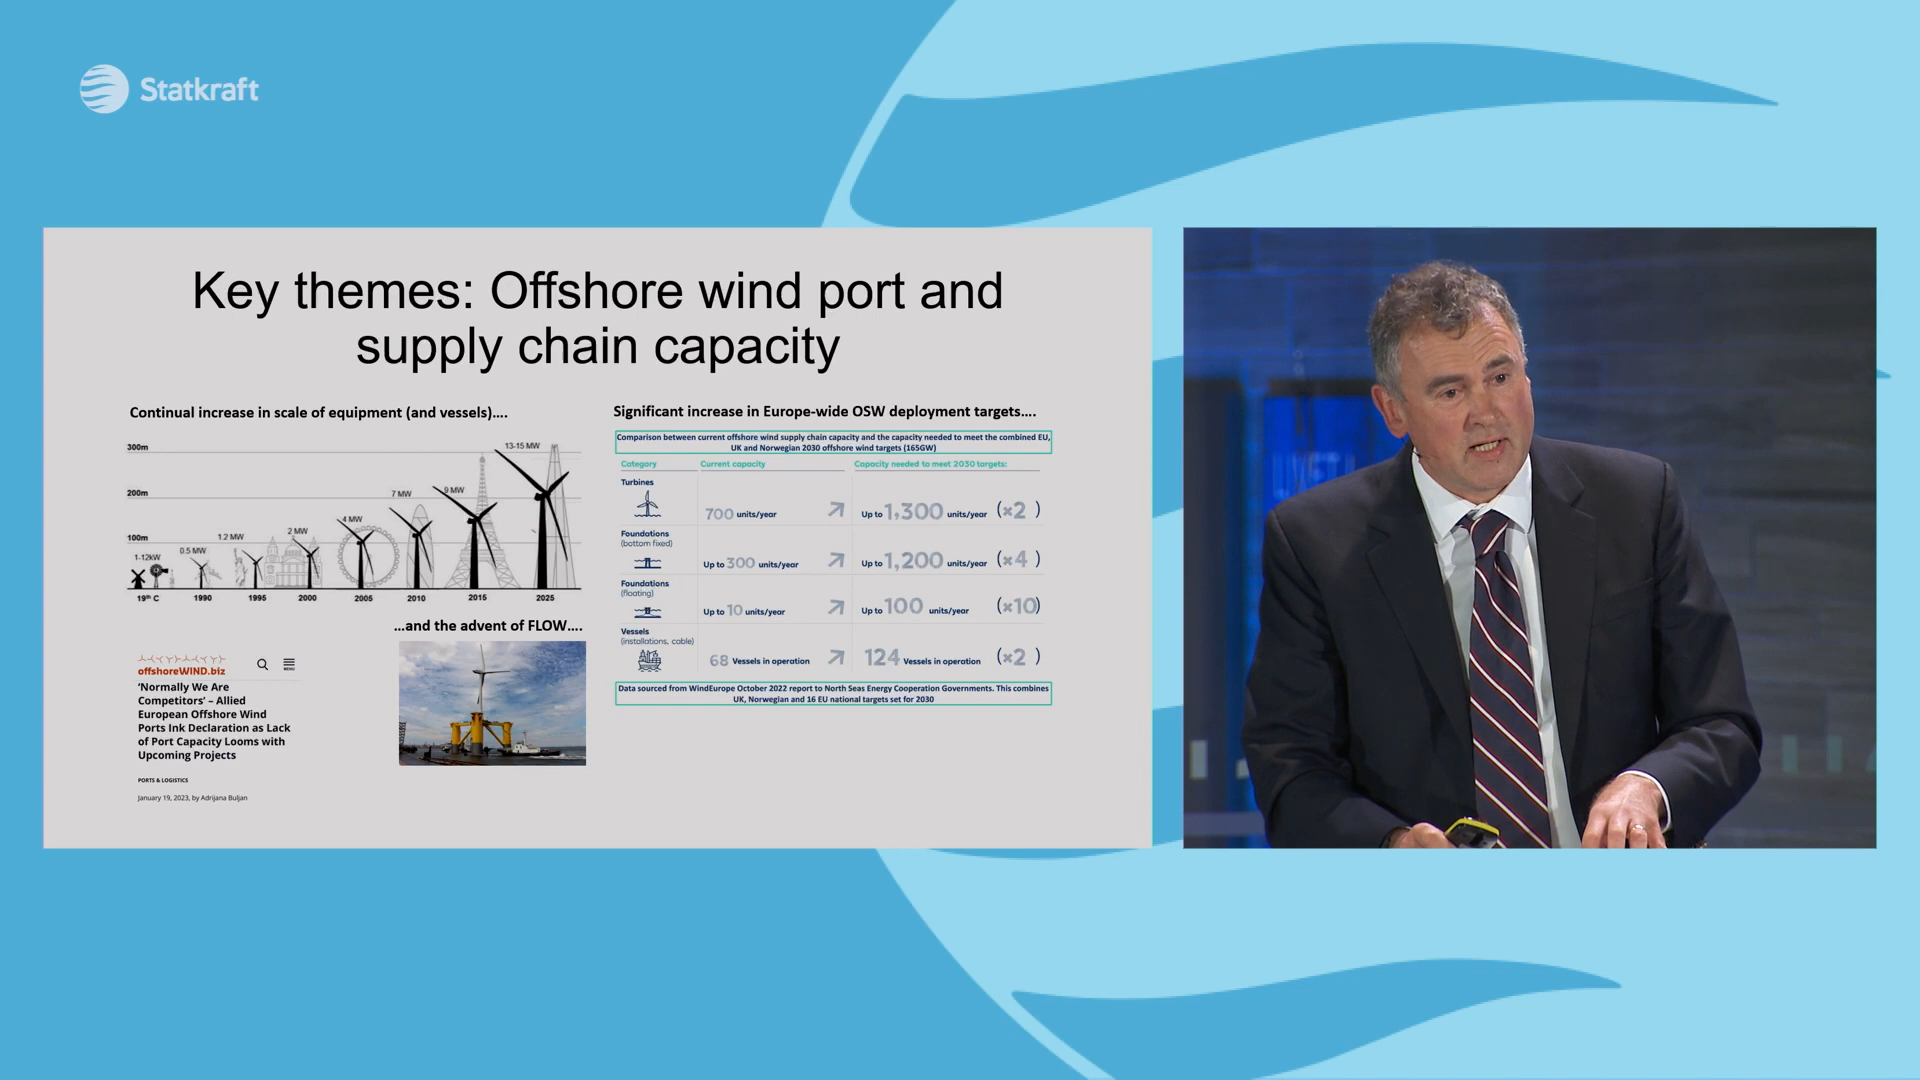 Statkraft
Key themes: Offshore wind port and
supply chain capacity
Continual increase in scale of equipment (and vessels)....
300m
200m
100m
1-12kW
0.5 MW
1.2 MW
2 MW
4 MW
7 MW
9 MW
13-15 MW
19th C
1990
1995
2000
2005
2010
2015
2025
...and the advent of FLOW....
offshoreWIND.biz
MENU
'Normally We Are
Competitors' – Allied
European Offshore Wind
Ports Ink Declaration as Lack
of Port Capacity Looms with
Upcoming Projects
PORTS & LOGISTICS
January 19, 2023, by Adrijana Buljan
Significant increase in Europe-wide OSW deployment targets....
Comparison between current offshore wind supply chain capacity and the capacity needed to meet the combined EU,
UK and Norwegian 2030 offshore wind targets (165GW)
Category Current capacity Capacity needed to meet 2030 targets:
Turbines
700 units/year Up to 1,300 units/year (×2 )
Foundations
(bottom fixed)
Up to 300 units/year Up to 1,200 units/year (×4 )
Foundations
(floating)
Up to 10 units/year Up to 100 units/year (×10)
Vessels
(installations, cable)
68 Vessels in operation 124 Vessels in operation (×2 )
Data sourced from WindEurope October 2022 report to North Seas Energy Cooperation Governments. This combines
UK, Norwegian and 16 EU national targets set for 2030